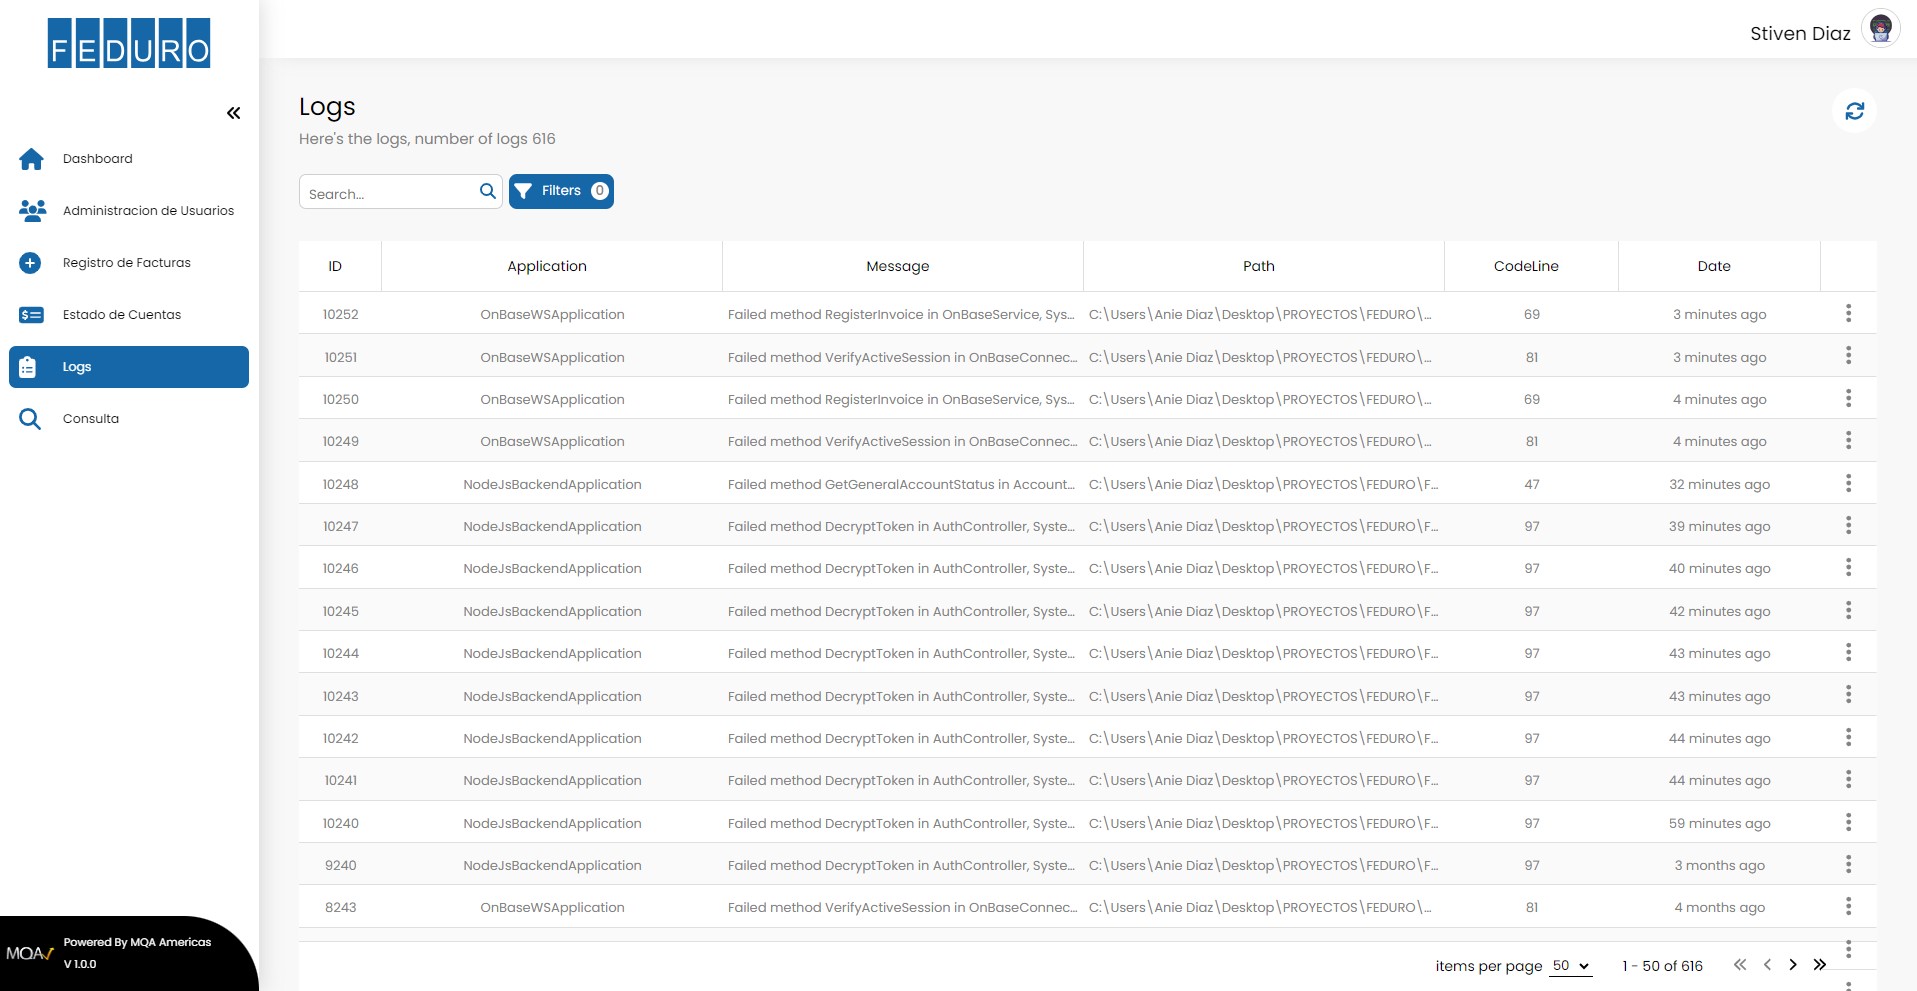 FEDURO
Stiven Diaz
Dashboard
Administracion de Usuarios
Registro de Facturas
Estado de Cuentas
Logs
Consulta
MQA
Powered By MQA Americas
V 1.0.0
Logs
Here's the logs, number of logs 616
Search...
Filters 0
ID Application Message Path CodeLine Date
10252 OnBaseWSApplication Failed method RegisterInvoice in OnBaseService, Sys... C:\Users\Anie Diaz\Desktop\PROYECTOS\FEDURO\... 69 3 minutes ago
10251 OnBaseWSApplication Failed method VerifyActiveSession in OnBaseConnec... C:\Users\Anie Diaz\Desktop\PROYECTOS\FEDURO\... 81 3 minutes ago
10250 OnBaseWSApplication Failed method RegisterInvoice in OnBaseService, Sys... C:\Users\Anie Diaz\Desktop\PROYECTOS\FEDURO\... 69 4 minutes ago
10249 OnBaseWSApplication Failed method VerifyActiveSession in OnBaseConnec... C:\Users\Anie Diaz\Desktop\PROYECTOS\FEDURO\... 81 4 minutes ago
10248 NodeJsBackendApplication Failed method GetGeneralAccountStatus in Account... C:\Users\Anie Diaz\Desktop\PROYECTOS\FEDURO\F... 47 32 minutes ago
10247 NodeJsBackendApplication Failed method DecryptToken in AuthController, Syste... C:\Users\Anie Diaz\Desktop\PROYECTOS\FEDURO\F... 97 39 minutes ago
10246 NodeJsBackendApplication Failed method DecryptToken in AuthController, Syste... C:\Users\Anie Diaz\Desktop\PROYECTOS\FEDURO\F... 97 40 minutes ago
10245 NodeJsBackendApplication Failed method DecryptToken in AuthController, Syste... C:\Users\Anie Diaz\Desktop\PROYECTOS\FEDURO\F... 97 42 minutes ago
10244 NodeJsBackendApplication Failed method DecryptToken in AuthController, Syste... C:\Users\Anie Diaz\Desktop\PROYECTOS\FEDURO\F... 97 43 minutes ago
10243 NodeJsBackendApplication Failed method DecryptToken in AuthController, Syste... C:\Users\Anie Diaz\Desktop\PROYECTOS\FEDURO\F... 97 43 minutes ago
10242 NodeJsBackendApplication Failed method DecryptToken in AuthController, Syste... C:\Users\Anie Diaz\Desktop\PROYECTOS\FEDURO\F... 97 44 minutes ago
10241 NodeJsBackendApplication Failed method DecryptToken in AuthController, Syste... C:\Users\Anie Diaz\Desktop\PROYECTOS\FEDURO\F... 97 44 minutes ago
10240 NodeJsBackendApplication Failed method DecryptToken in AuthController, Syste... C:\Users\Anie Diaz\Desktop\PROYECTOS\FEDURO\F... 97 59 minutes ago
9240 NodeJsBackendApplication Failed method DecryptToken in AuthController, Syste... C:\Users\Anie Diaz\Desktop\PROYECTOS\FEDURO\F... 97 3 months ago
8243 OnBaseWSApplication Failed method VerifyActiveSession in OnBaseConnec... C:\Users\Anie Diaz\Desktop\PROYECTOS\FEDURO\... 81 4 months ago
items per page 50 1 - 50 of 616